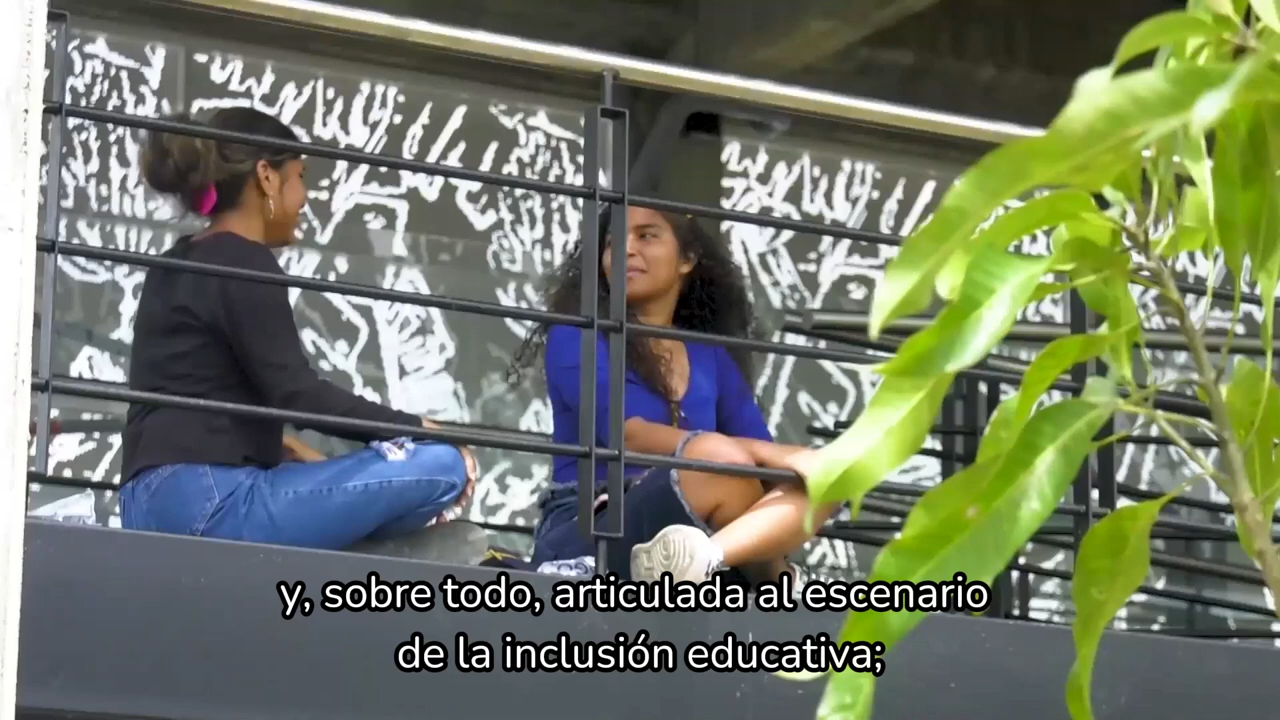 y, sobre todo, articulada al escenario
de la inclusión educativa;